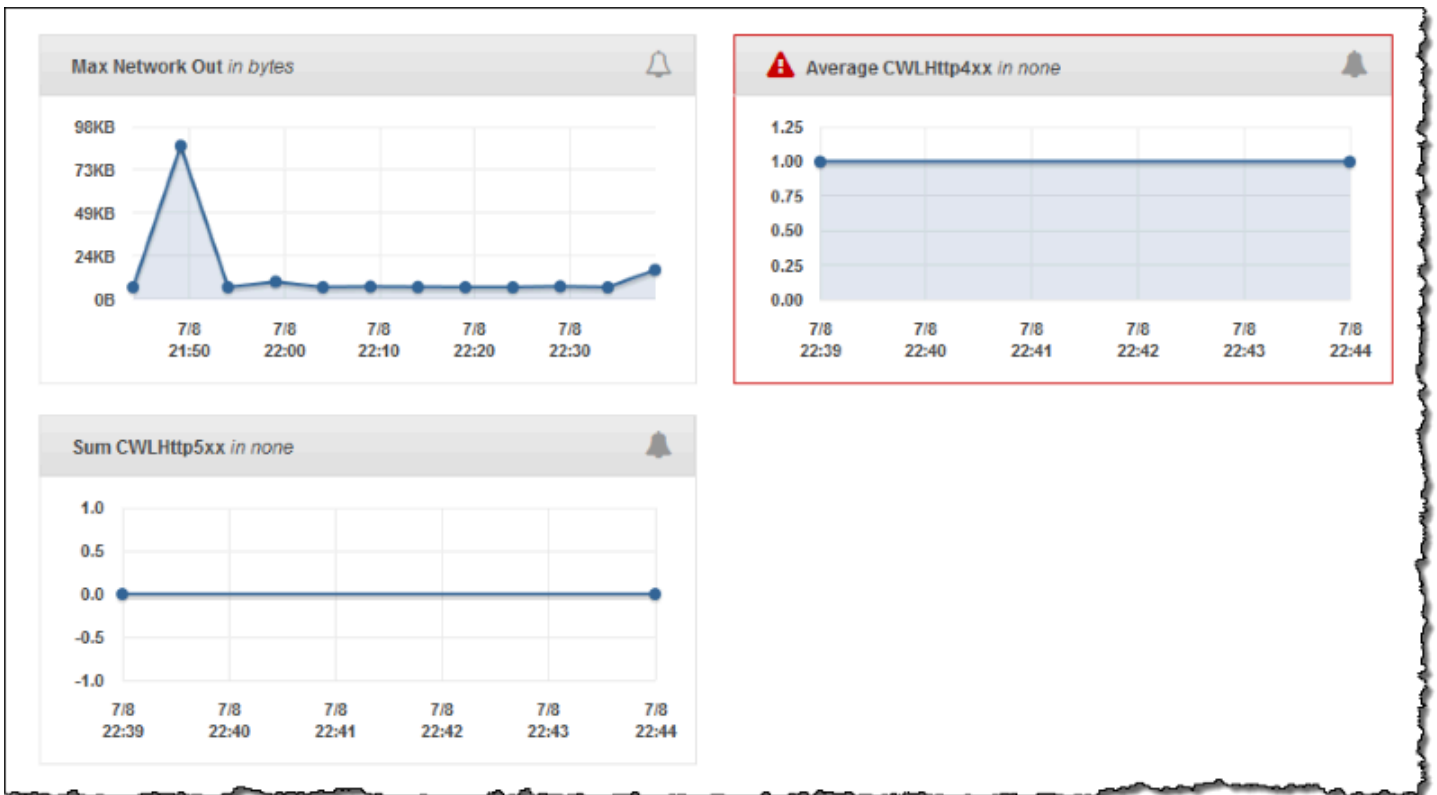 Max Network Out in bytes
98KB
73KB
49KB
24KB
0B
7/8 7/8 7/8 7/8 7/8
21:50 22:00 22:10 22:20 22:30
Average CWLHttp4xx in none
1.25
1.00
0.75
0.50
0.25
0.00
7/8 7/8 7/8 7/8 7/8 7/8
22:39 22:40 22:41 22:42 22:43 22:44
Sum CWLHttp5xx in none
1.0
0.5
0.0
-0.5
-1.0
7/8 7/8 7/8 7/8 7/8 7/8
22:39 22:40 22:41 22:42 22:43 22:44